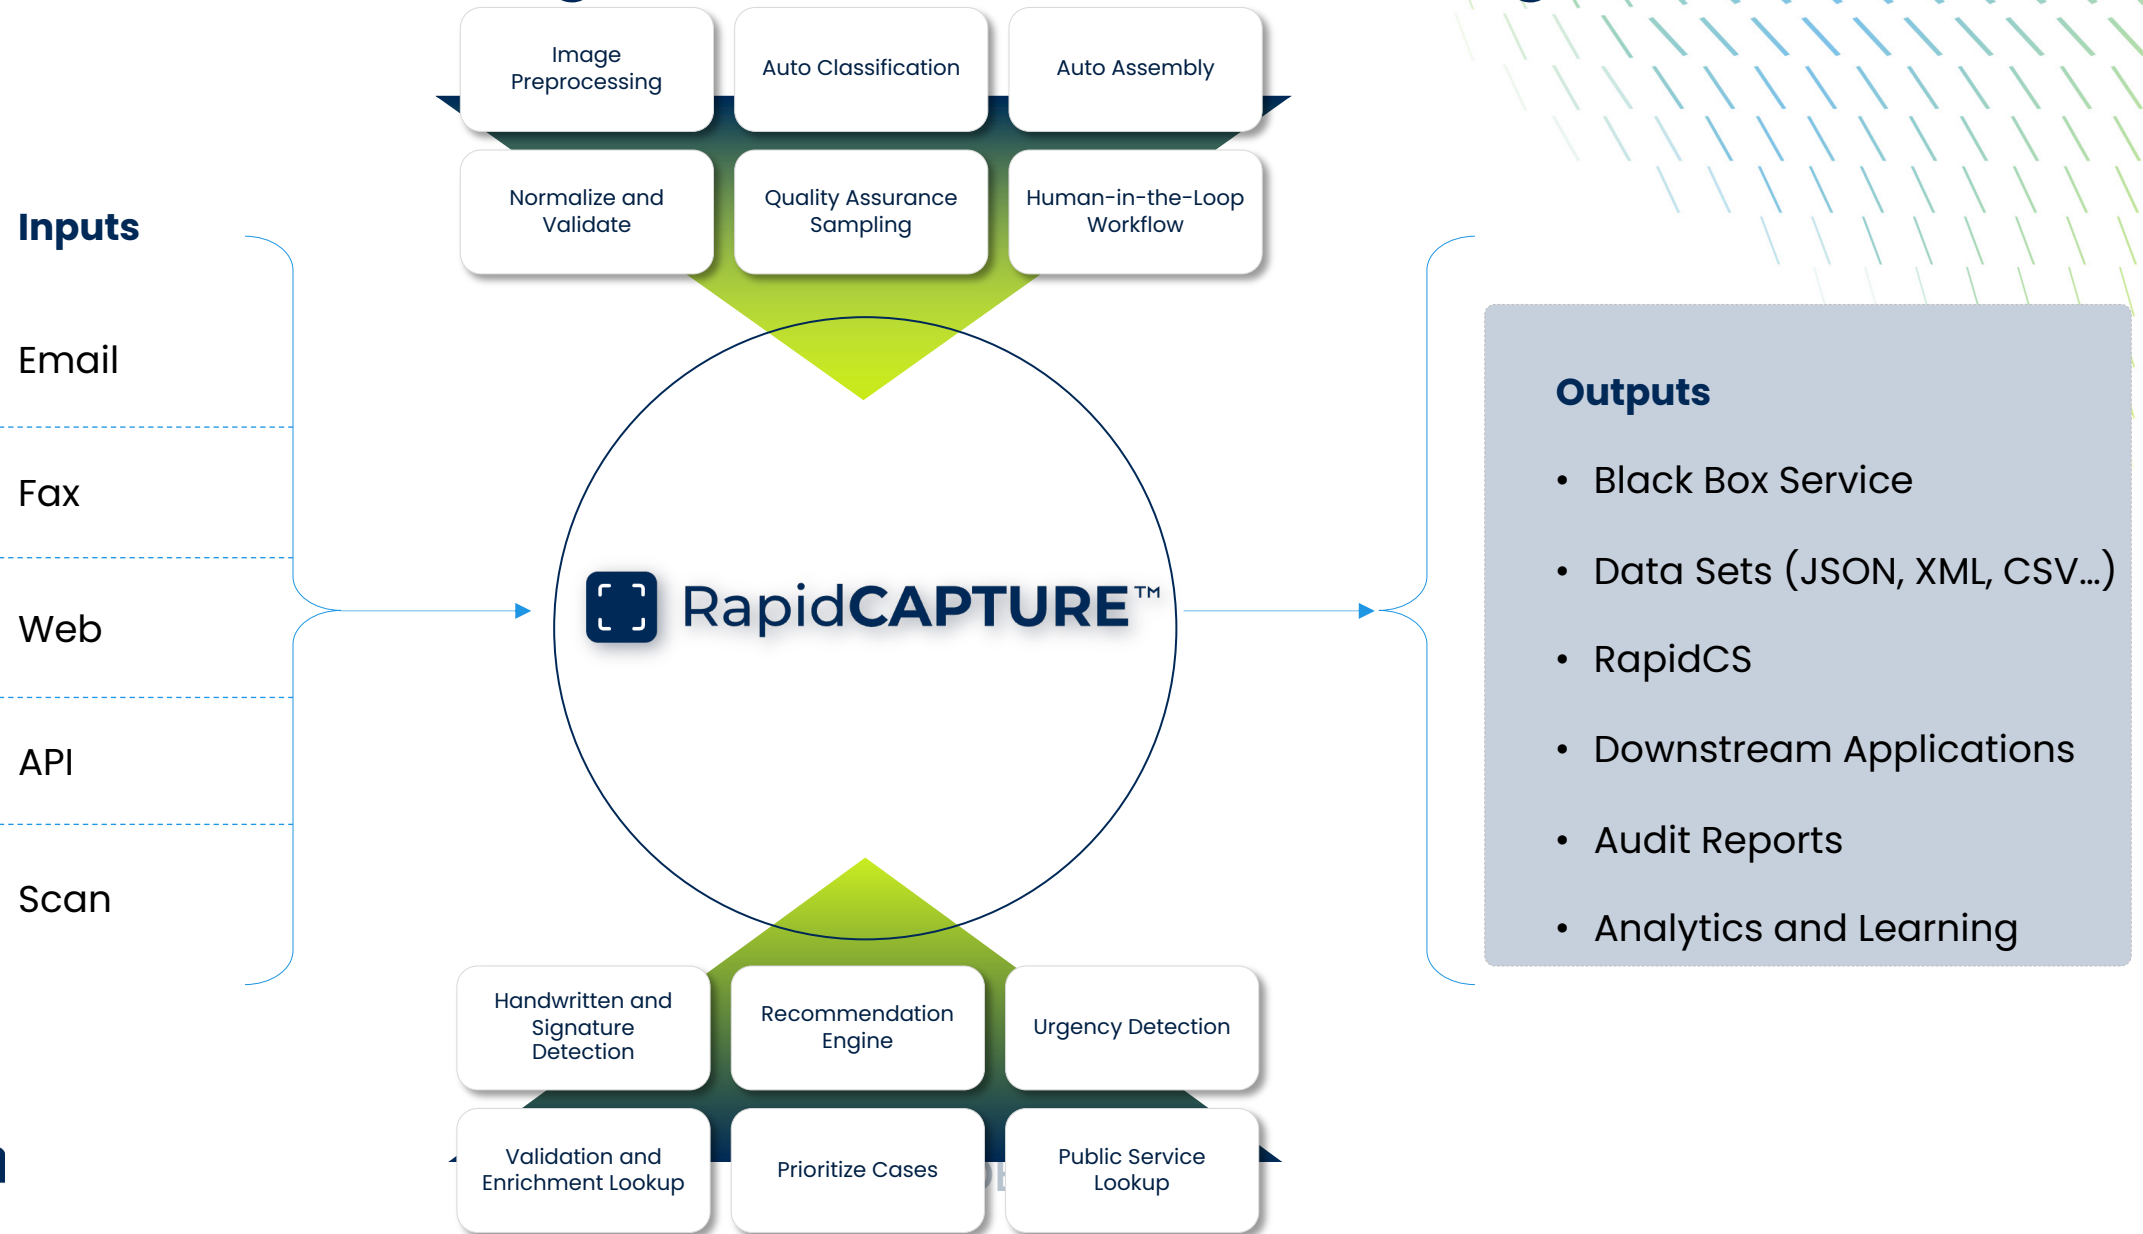 Image
Preprocessing
Auto Classification
Auto Assembly
Normalize and
Validate
Quality Assurance
Sampling
Human-in-the-Loop
Workflow
Inputs
Email
Fax
Web
API
Scan
RapidCAPTURE™
Outputs
• Black Box Service
• Data Sets (JSON, XML, CSV…)
• RapidCS
• Downstream Applications
• Audit Reports
• Analytics and Learning
Handwritten and
Signature
Detection
Recommendation
Engine
Urgency Detection
Validation and
Enrichment Lookup
Prioritize Cases
Public Service
Lookup